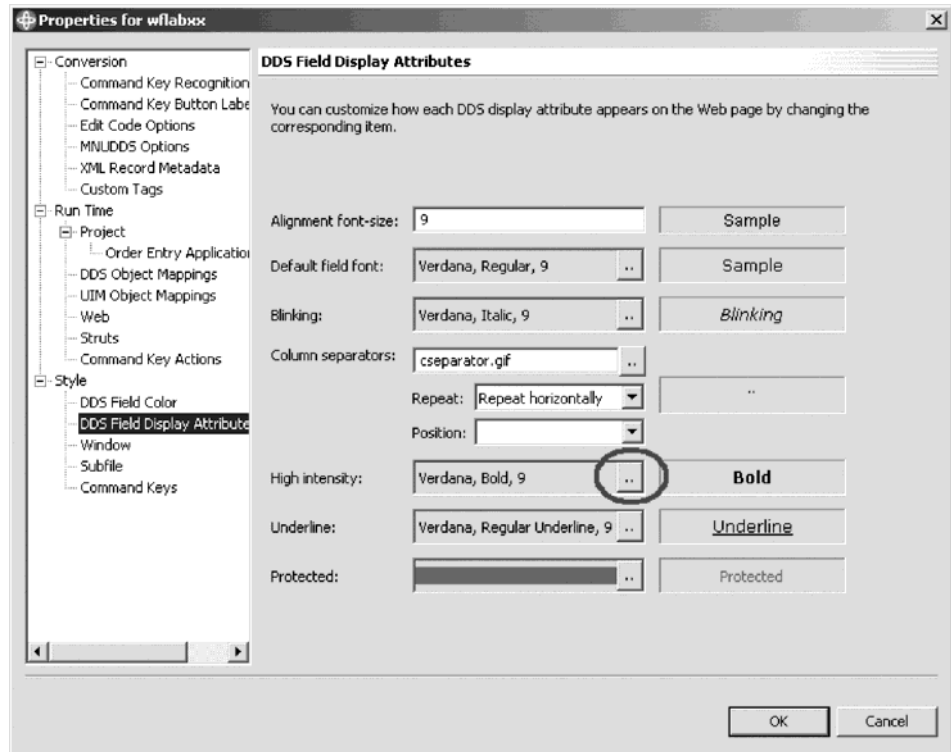 Properties for wflabxx
Conversion
Command Key Recognition
Command Key Button Labe
Edit Code Options
MNUDDS Options
XML Record Metadata
Custom Tags
Run Time
Project
Order Entry Application
DDS Object Mappings
UIM Object Mappings
Web
Struts
Command Key Actions
Style
DDS Field Color
DDS Field Display Attribute
Window
Subfile
Command Keys
DDS Field Display Attributes
You can customize how each DDS display attribute appears on the Web page by changing the
corresponding item.
Alignment font-size: 9 Sample
Default field font: Verdana, Regular, 9 .. Sample
Blinking: Verdana, Italic, 9 .. Blinking
Column separators: cseparator.gif ..
Repeat: Repeat horizontally ..
Position:
High intensity: Verdana, Bold, 9 .. Bold
Underline: Verdana, Regular Underline, 9 .. Underline
Protected: .. Protected
OK Cancel